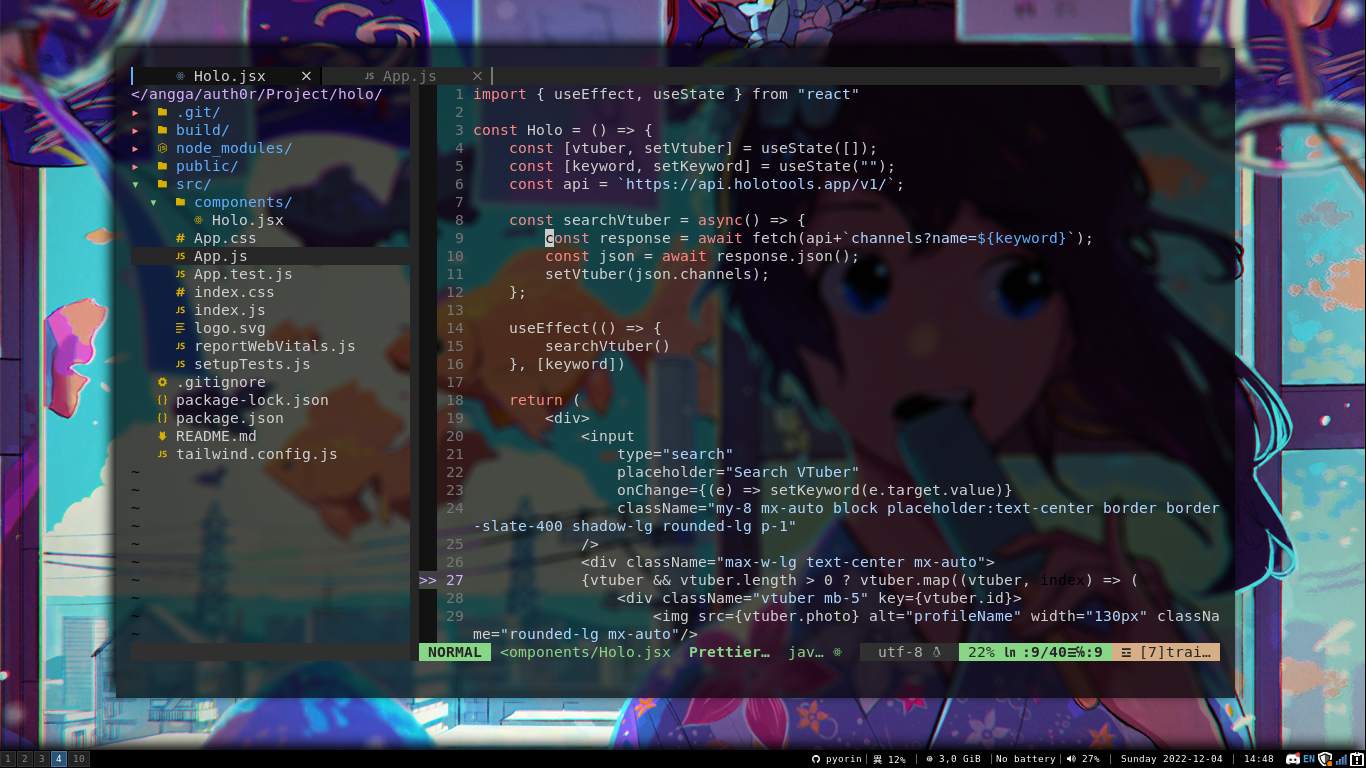 Holo.jsx × JS App.js ×
</angga/auth0r/Project/holo/
.git/
build/
node_modules/
public/
src/
components/
Holo.jsx
# App.css
JS App.js
JS App.test.js
# index.css
JS index.js
logo.svg
JS reportWebVitals.js
JS setupTests.js
.gitignore
{} package-lock.json
{} package.json
README.md
JS tailwind.config.js
~
~
~
~
~
~
~
~
~
~
1 import { useEffect, useState } from "react"
2
3 const Holo = () => {
4 const [vtuber, setVtuber] = useState([]);
5 const [keyword, setKeyword] = useState("");
6 const api = `https://api.holotools.app/v1/`;
7
8 const searchVtuber = async() => {
9 const response = await fetch(api+`channels?name=${keyword}`);
10 const json = await response.json();
11 setVtuber(json.channels);
12 };
13
14 useEffect(() => {
15 searchVtuber()
16 }, [keyword])
17
18 return (
19 <div>
20 <input
21 type="search"
22 placeholder="Search VTuber"
23 onChange={(e) => setKeyword(e.target.value)}
24 className="my-8 mx-auto block placeholder:text-center border border
-slate-400 shadow-lg rounded-lg p-1"
25 />
26 <div className="max-w-lg text-center mx-auto">
>> 27 {vtuber && vtuber.length > 0 ? vtuber.map((vtuber, index) => (
28 <div className="vtuber mb-5" key={vtuber.id}>
29 <img src={vtuber.photo} alt="profileName" width="130px" classNa
me="rounded-lg mx-auto"/>
NORMAL <omponents/Holo.jsx Prettier… jav… utf-8 22% ln :9/40☰℅:9 ☲ [7]trai…
1 2 3 4 10 pyorin | 異 12% | 3,0 GiB | No battery | 27% | Sunday 2022-12-04 | 14:48 EN